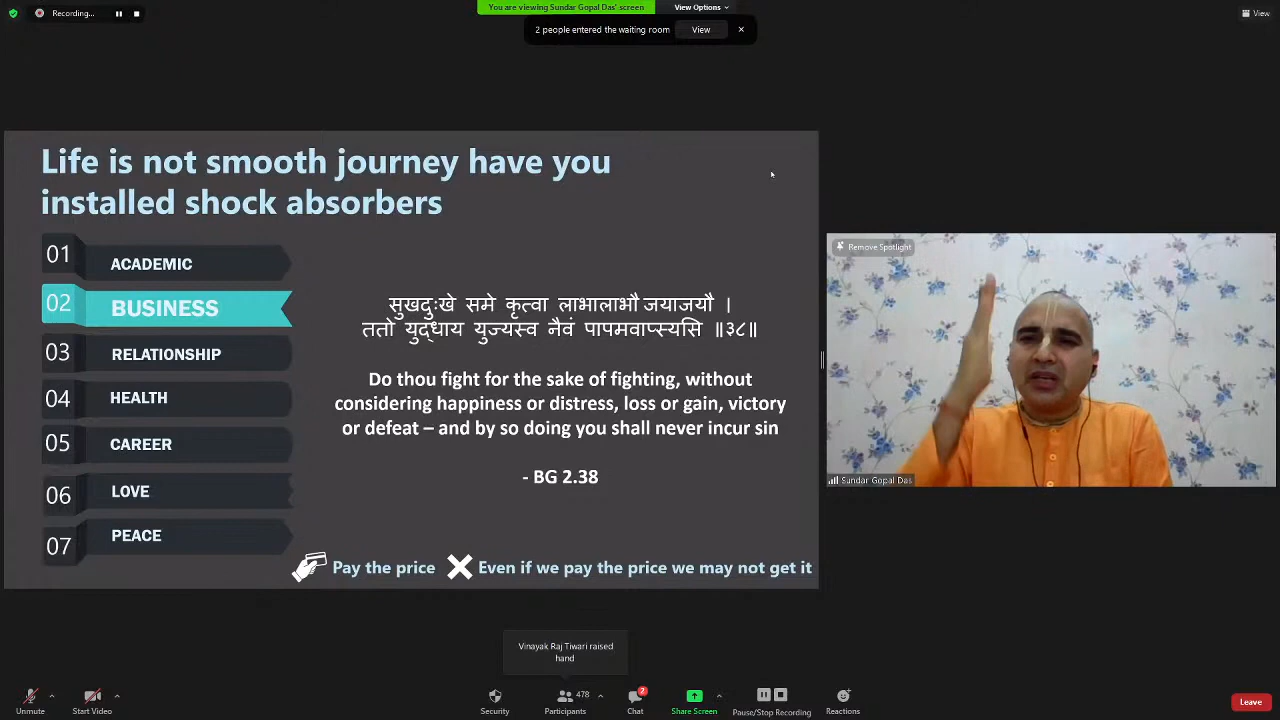 Recording...
You are viewing Sundar Gopal Das' screen
View Options
View
2 people entered the waiting room
View
Life is not smooth journey have you
installed shock absorbers
01 ACADEMIC
02 BUSINESS
03 RELATIONSHIP
04 HEALTH
05 CAREER
06 LOVE
07 PEACE
सुखदुःखे समे कृत्वा लाभालाभौ जयाजयौ ।
ततो युद्धाय युज्यस्व नैवं पापमवाप्स्यसि ॥३८॥
Do thou fight for the sake of fighting, without
considering happiness or distress, loss or gain, victory
or defeat – and by so doing you shall never incur sin
- BG 2.38
Pay the price
Even if we pay the price we may not get it
Remove Spotlight
Sundar Gopal Das
Vinayak Raj Tiwari raised
hand
Unmute
Start Video
Security
478
Participants
2
Chat
Share Screen
Pause/Stop Recording
Reactions
Leave